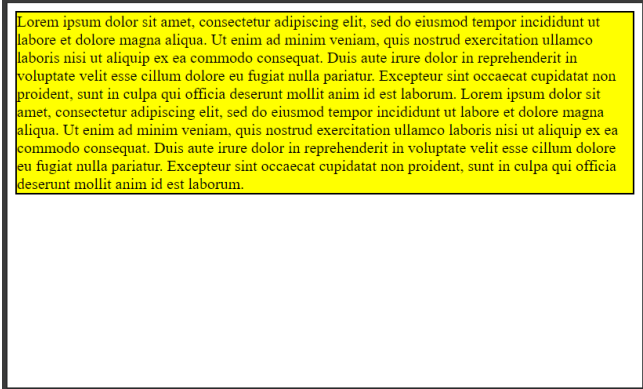 Lorem ipsum dolor sit amet, consectetur adipiscing elit, sed do eiusmod tempor incididunt ut
labore et dolore magna aliqua. Ut enim ad minim veniam, quis nostrud exercitation ullamco
laboris nisi ut aliquip ex ea commodo consequat. Duis aute irure dolor in reprehenderit in
voluptate velit esse cillum dolore eu fugiat nulla pariatur. Excepteur sint occaecat cupidatat non
proident, sunt in culpa qui officia deserunt mollit anim id est laborum. Lorem ipsum dolor sit
amet, consectetur adipiscing elit, sed do eiusmod tempor incididunt ut labore et dolore magna
aliqua. Ut enim ad minim veniam, quis nostrud exercitation ullamco laboris nisi ut aliquip ex ea
commodo consequat. Duis aute irure dolor in reprehenderit in voluptate velit esse cillum dolore
eu fugiat nulla pariatur. Excepteur sint occaecat cupidatat non proident, sunt in culpa qui officia
deserunt mollit anim id est laborum.